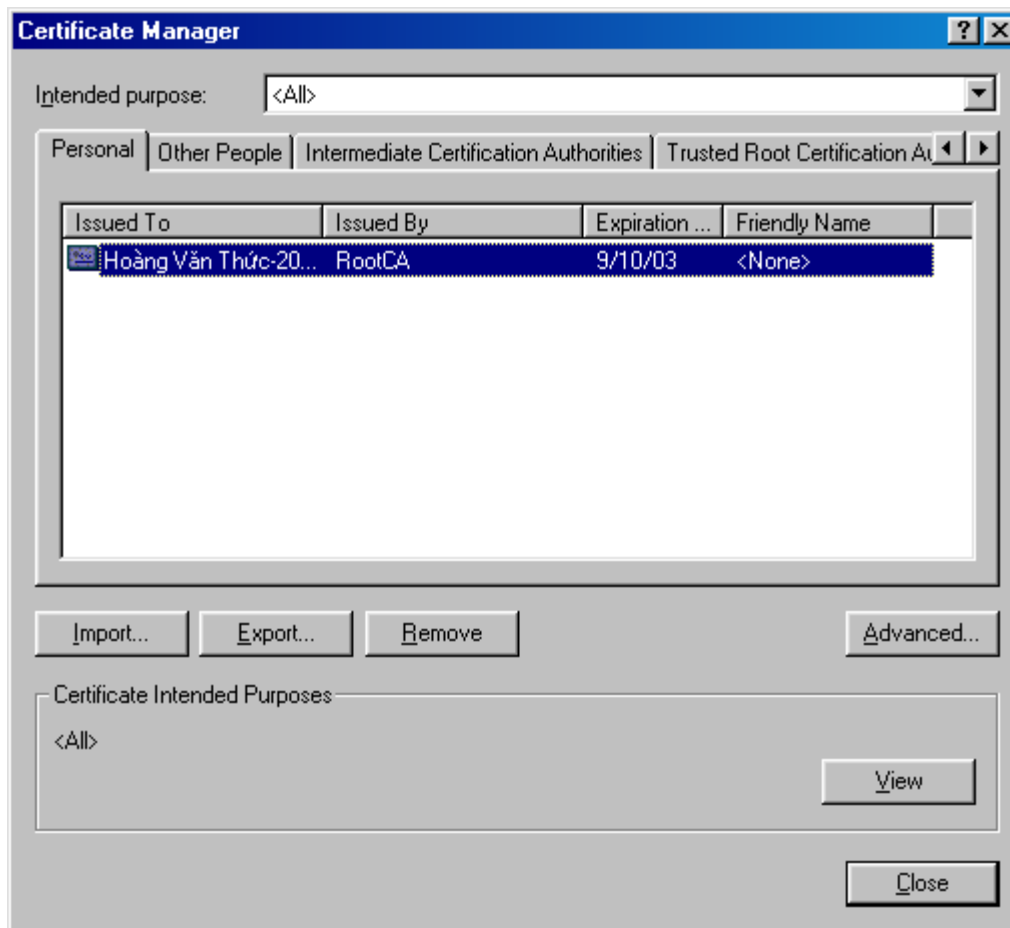 Certificate Manager
Intended purpose: <All>
Personal Other People Intermediate Certification Authorities Trusted Root Certification Au
Issued To Issued By Expiration ... Friendly Name
Hoàng Văn Thức-20... RootCA 9/10/03 <None>
Import... Export... Remove Advanced...
Certificate Intended Purposes
<All>
View
Close